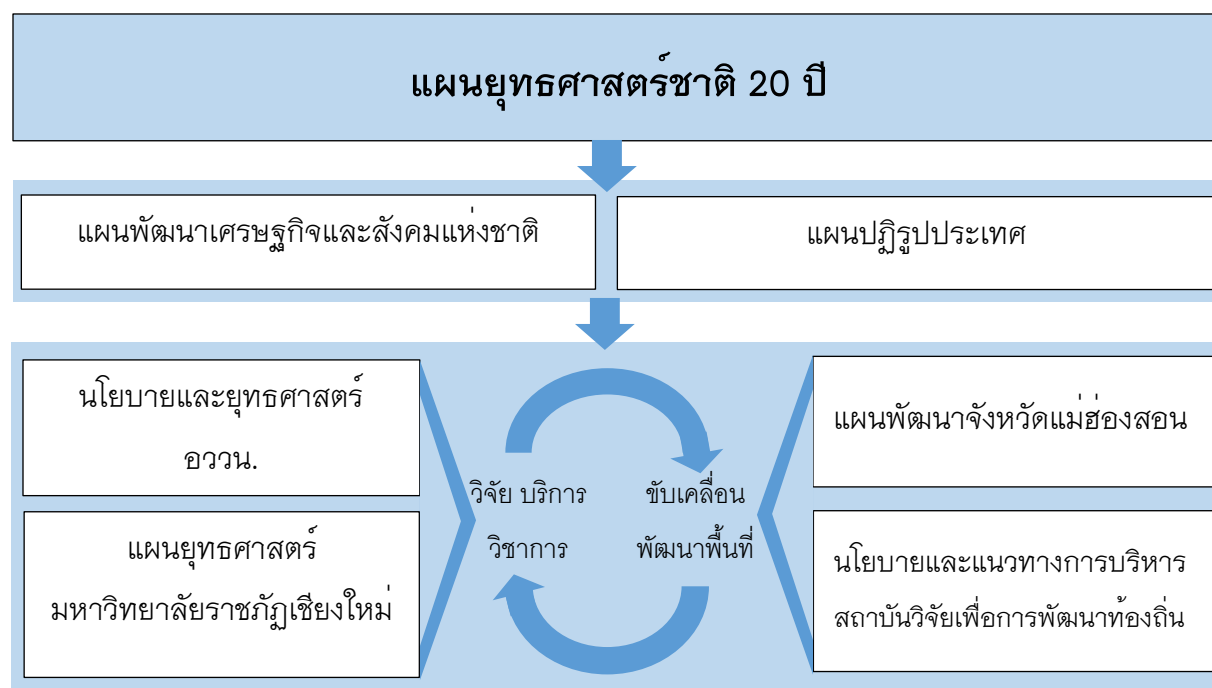 แผนยุทธศาสตร์ชาติ 20 ปี
แผนพัฒนาเศรษฐกิจและสังคมแห่งชาติ
แผนปฏิรูปประเทศ
นโยบายและยุทธศาสตร์
อววน.
แผนยุทธศาสตร์
มหาวิทยาลัยราชภัฏเชียงใหม่
วิจัย บริการ
วิชาการ
ขับเคลื่อน
พัฒนาพื้นที่
แผนพัฒนาจังหวัดแม่ฮ่องสอน
นโยบายและแนวทางการบริหาร
สถาบันวิจัยเพื่อการพัฒนาท้องถิ่น